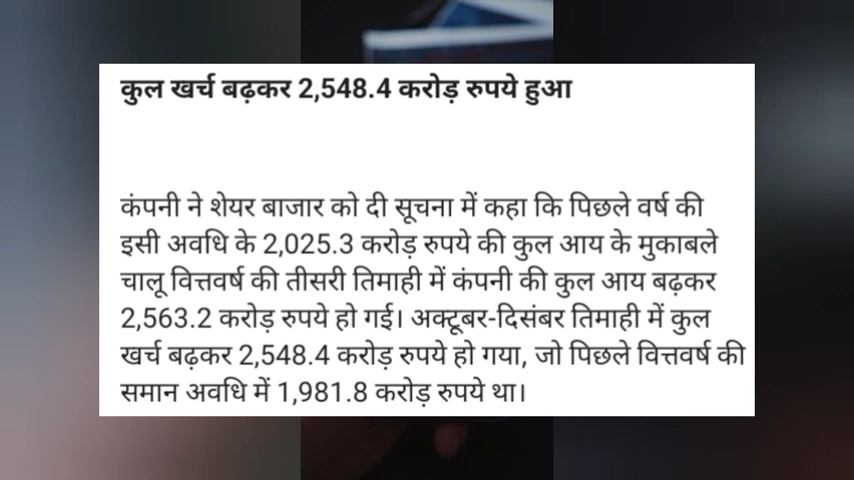 कुल खर्च बढ़कर 2,548.4 करोड़ रुपये हुआ
कंपनी ने शेयर बाजार को दी सूचना में कहा कि पिछले वर्ष की
इसी अवधि के 2,025.3 करोड़ रुपये की कुल आय के मुकाबले
चालू वित्तवर्ष की तीसरी तिमाही में कंपनी की कुल आय बढ़कर
2,563.2 करोड़ रुपये हो गई। अक्टूबर-दिसंबर तिमाही में कुल
खर्च बढ़कर 2,548.4 करोड़ रुपये हो गया, जो पिछले वित्तवर्ष की
समान अवधि में 1,981.8 करोड़ रुपये था।